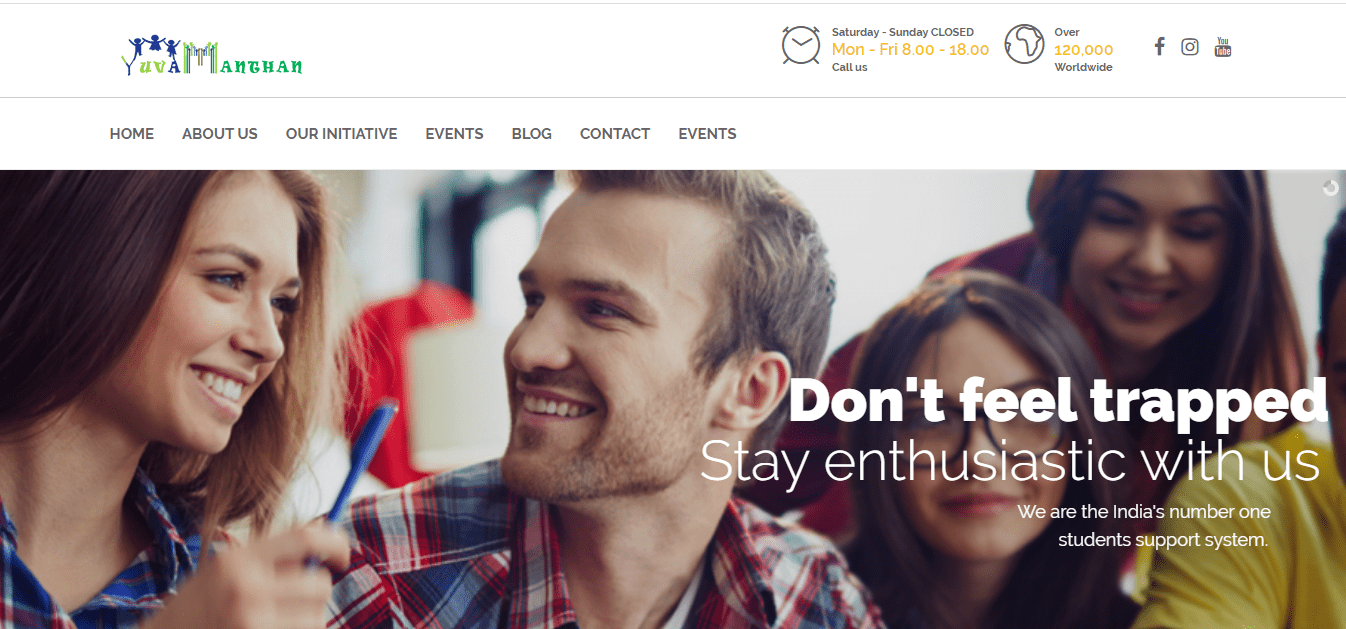 YUVAMANTHAN
Saturday - Sunday CLOSED
Mon - Fri 8.00 - 18.00
Call us
Over
120,000
Worldwide
You
Tube
HOME ABOUT US OUR INITIATIVE EVENTS BLOG CONTACT EVENTS
Don't feel trapped
Stay enthusiastic with us
We are the India's number one
students support system.